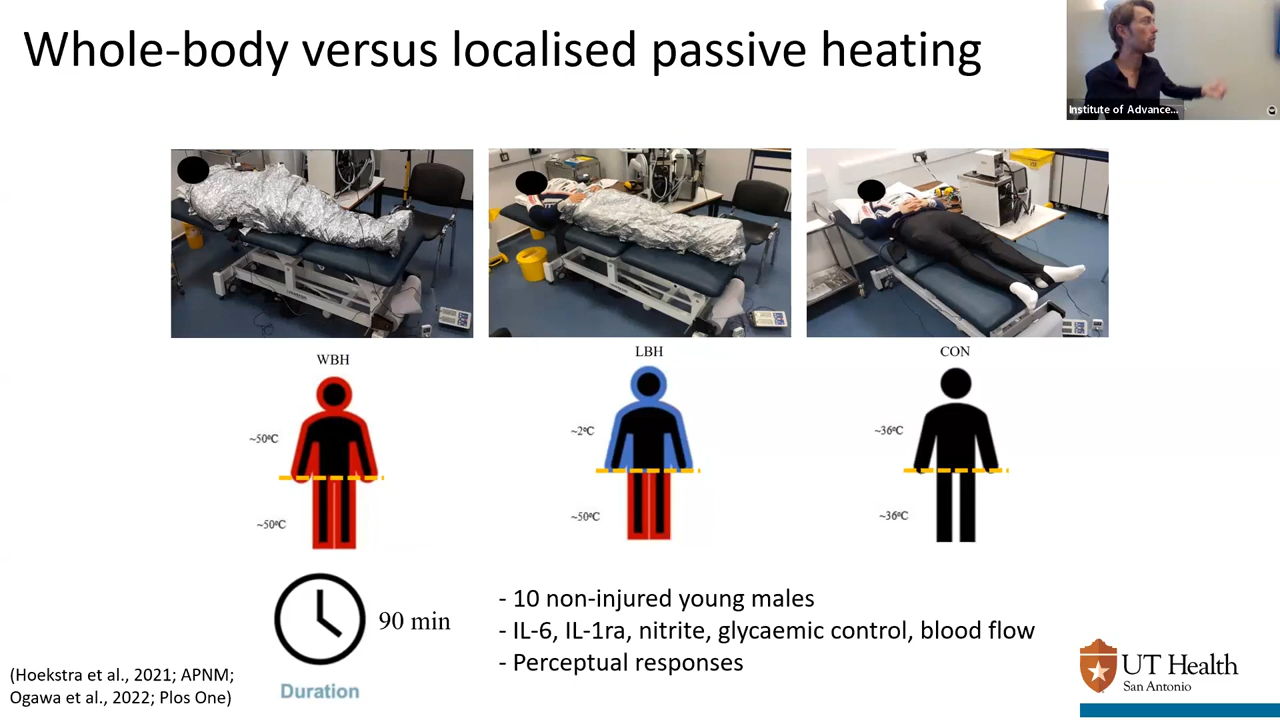 Whole-body versus localised passive heating
Institute of Advance...
WBH
LBH
CON
~50ºC
~2ºC
~36ºC
~50ºC
~50ºC
~36ºC
90 min
Duration
- 10 non-injured young males
- IL-6, IL-1ra, nitrite, glycaemic control, blood flow
- Perceptual responses
(Hoekstra et al., 2021; APNM;
Ogawa et al., 2022; Plos One)
UT Health
San Antonio